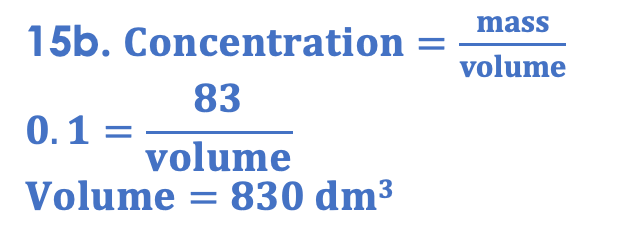 15b. Concentration = mass/volume
0.1 = 83/volume
Volume = 830 dm³